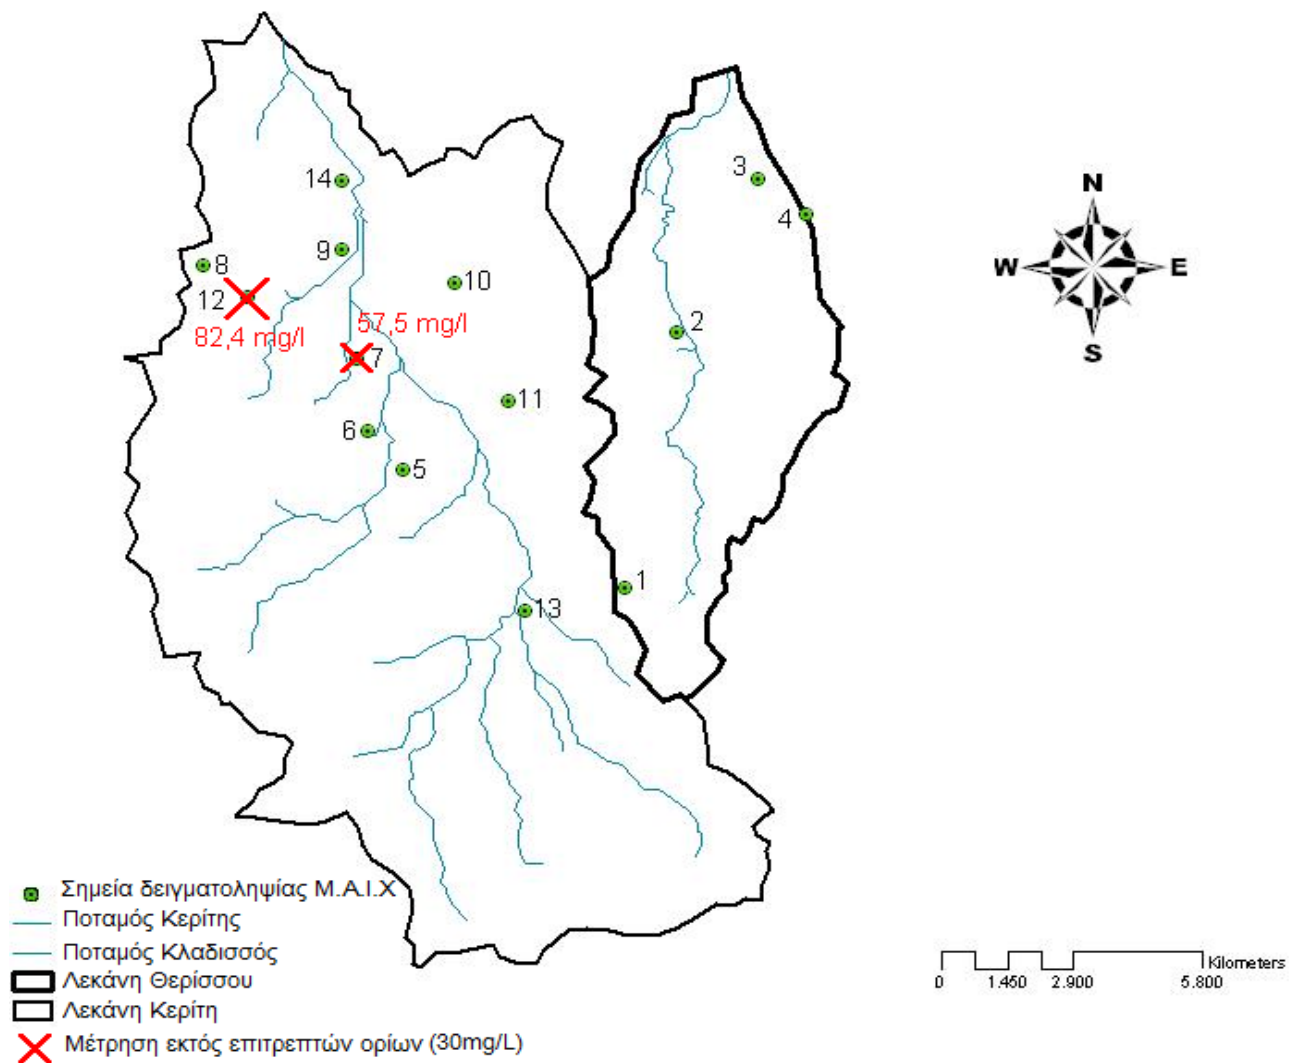 3
14
N
4
9
8
10
W
E
12
82,4 mg/l
57,5 mg/l
2
S
7
11
6
5
1
13
Σημεία δειγματοληψίας Μ.Α.Ι.Χ
Ποταμός Κερίτης
Ποταμός Κλαδισσός
Λεκάνη Θερίσσου
Λεκάνη Κερίτη
Μέτρηση εκτός επιτρεπτών ορίων (30mg/L)
Kilometers
0 1.450 2.900 5.800